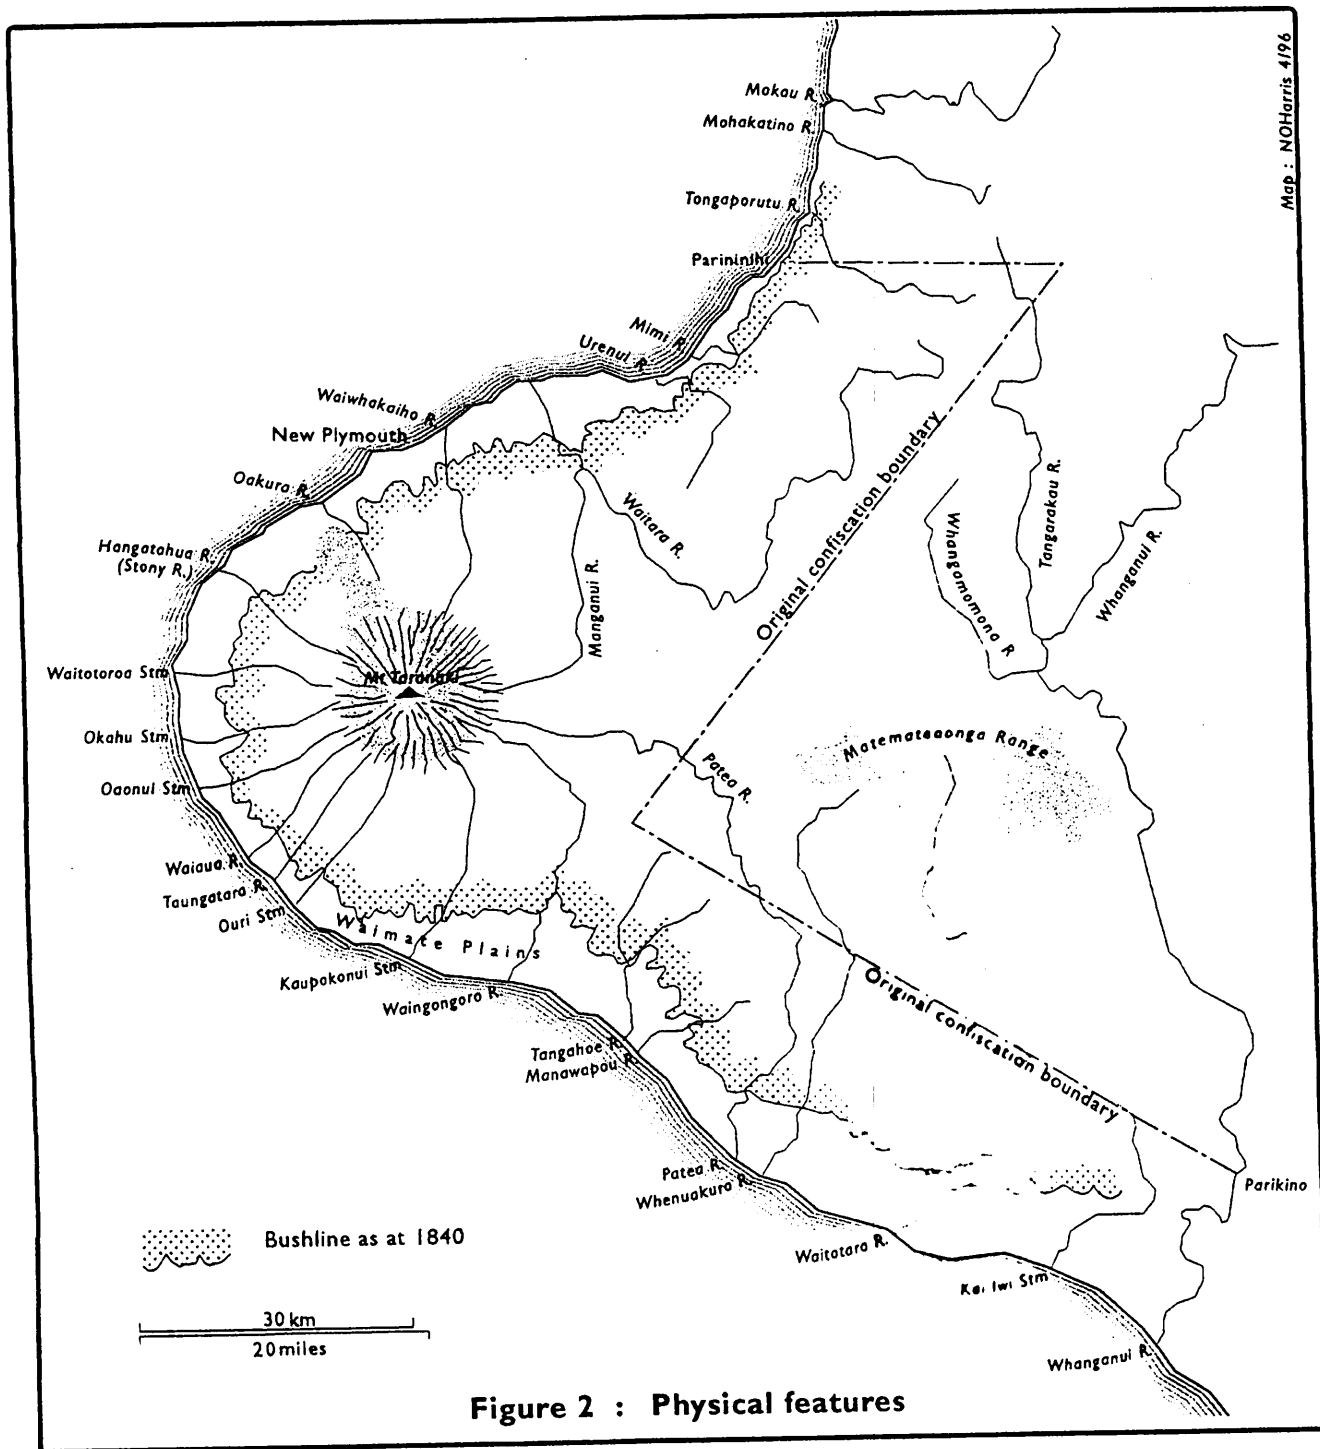 Map : NOHarris 4/96
Mokau R.
Mohakatino R.
Tongaporutu R.
Parininihi
Mimi R.
Urenui R.
Waiwhakaiho R.
New Plymouth
Oakura R.
Hangatahua R.
(Stony R.)
Waitara R.
Manganui R.
Original confiscation boundary
Whangamomona R
Tangarakau R.
Whanganui R.
Mt Taranaki
Waitotoroa Stm
Okahu Stm
Oaonui Stm
Matemateaonga Range
Patea R.
Waiaua R.
Taungatara R.
Ouri Stm
Waimate Plains
Kaupokonui Stm
Waingongoro R.
Original confiscation boundary
Tangahoe R.
Manawapou R.
Patea R.
Whenuakura R.
Parikino
Waitotara R.
Kai Iwi Stm
Whanganui R.
Bushline as at 1840
30 km
20 miles
Figure 2 : Physical features